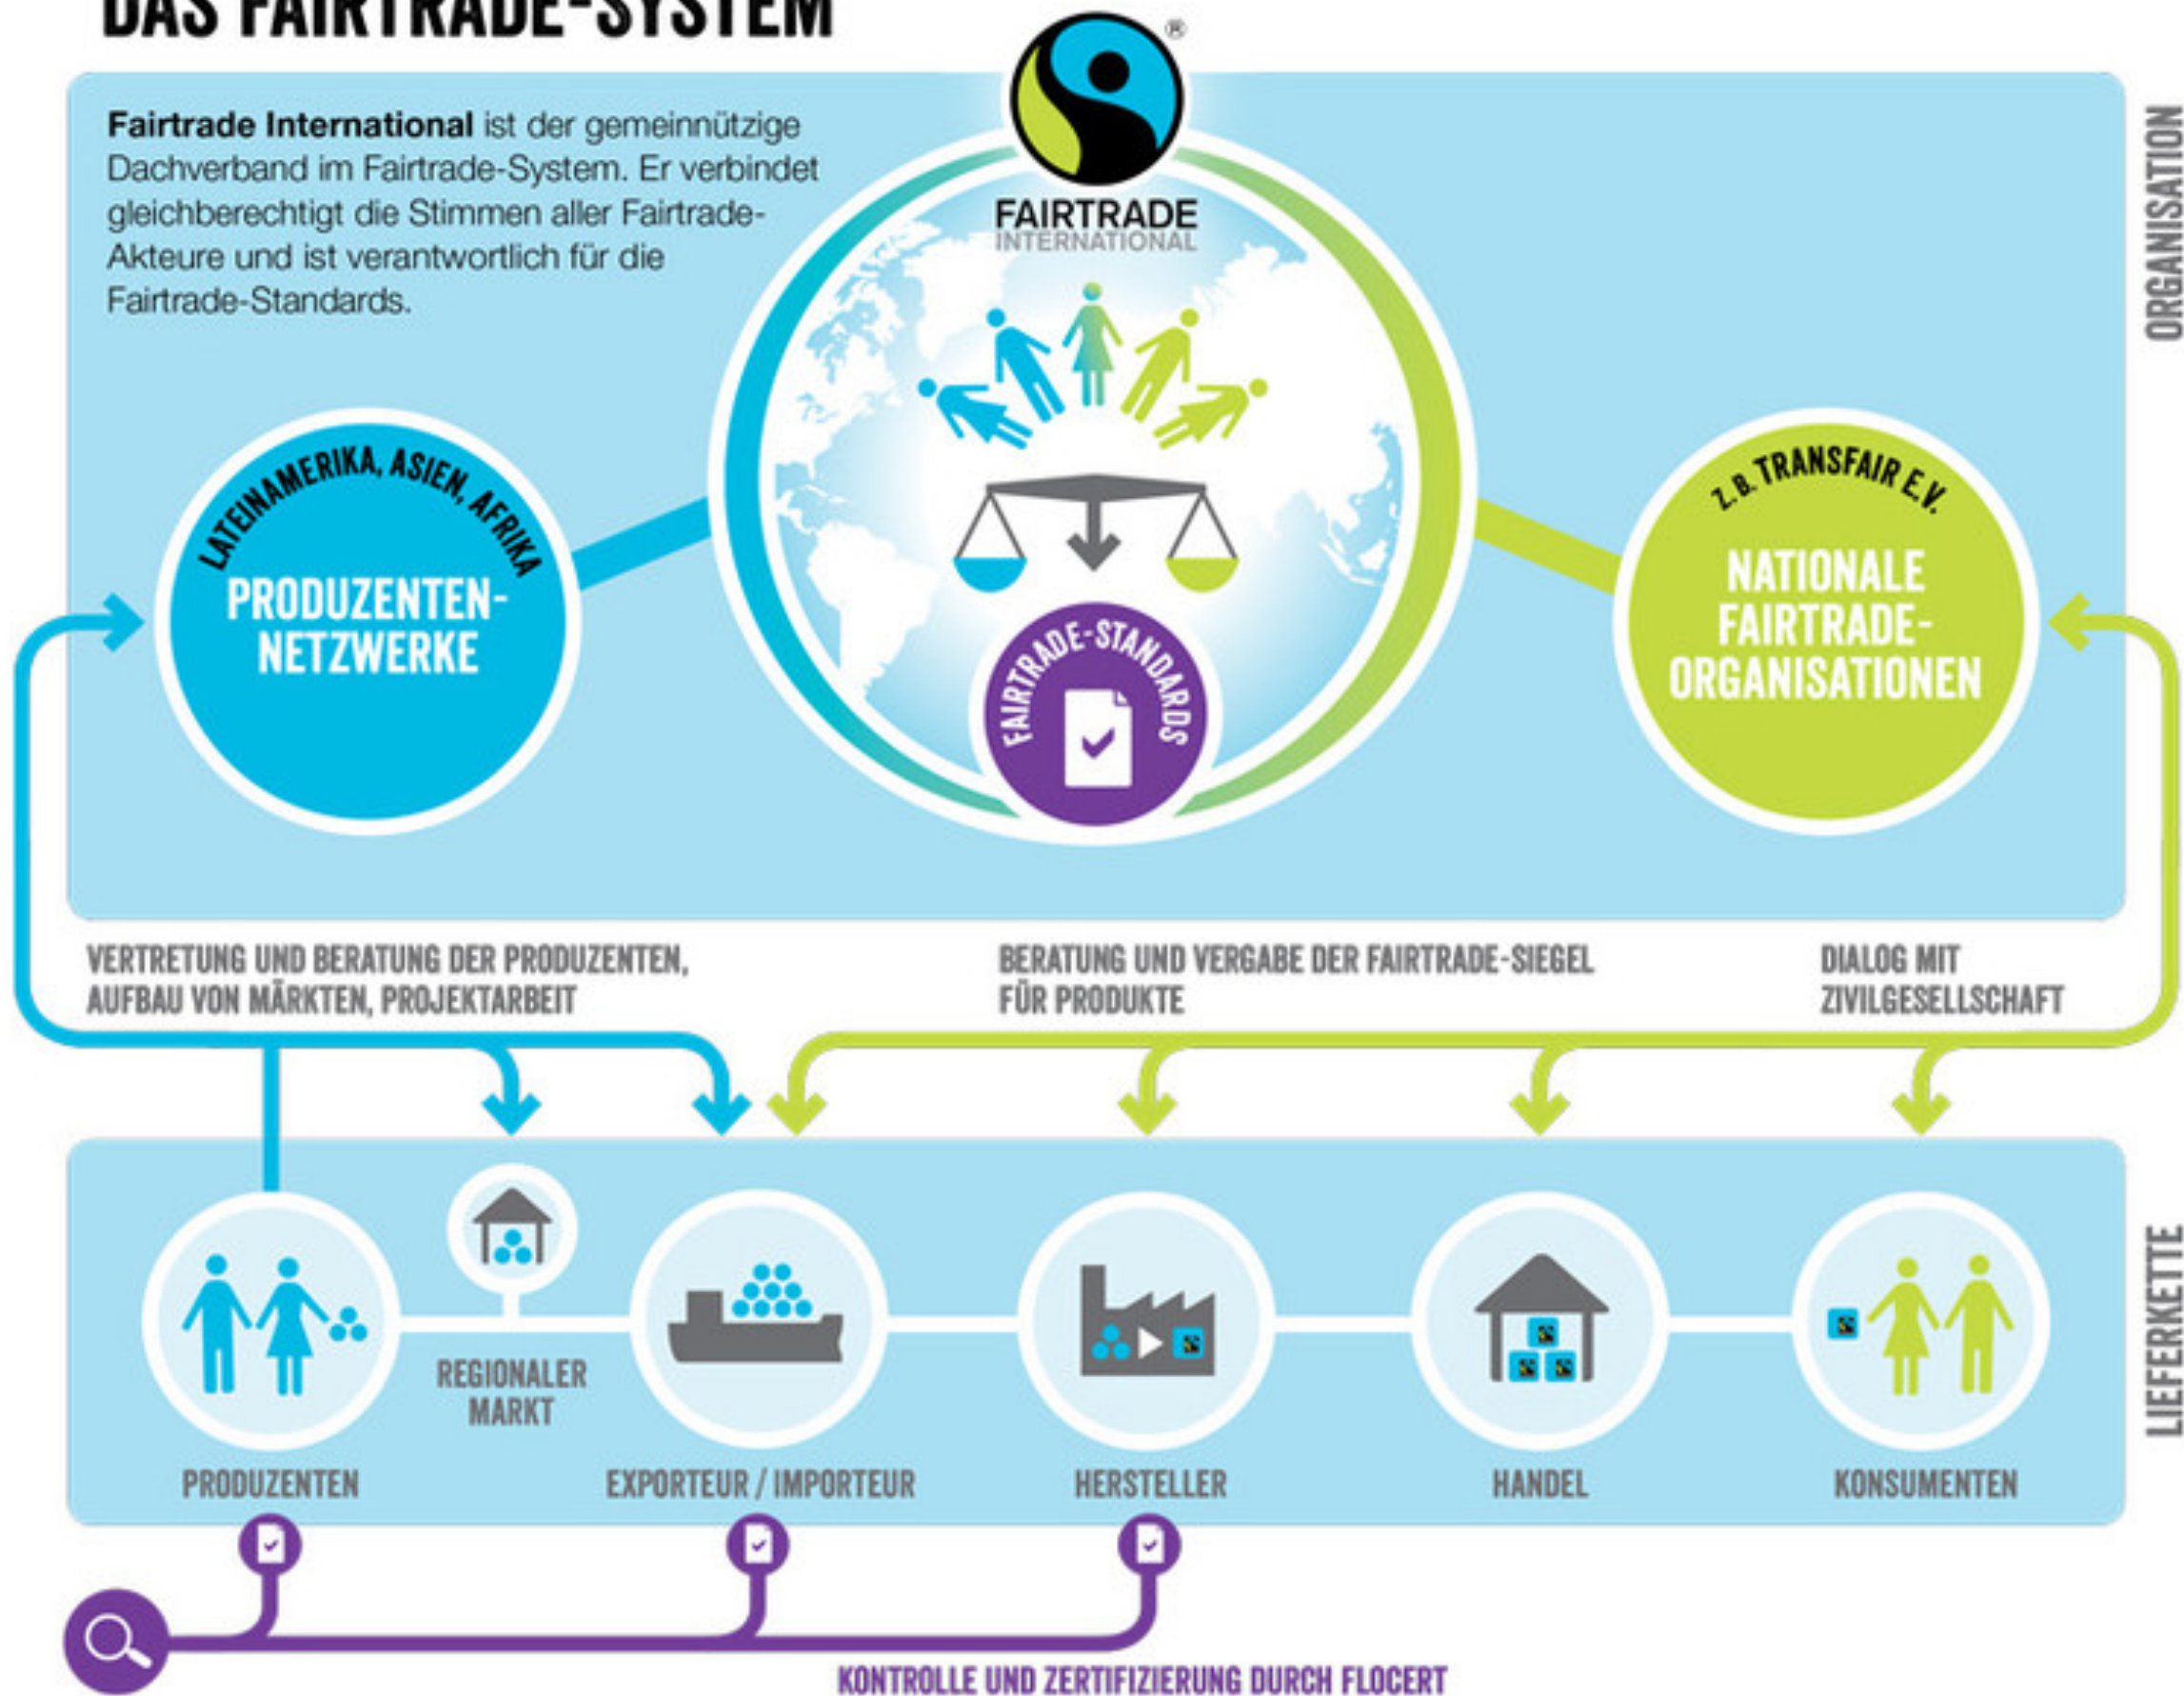 DAS FAIRTRADE-SYSTEM
®
Fairtrade International ist der gemeinnützige
Dachverband im Fairtrade-System. Er verbindet
gleichberechtigt die Stimmen aller Fairtrade-
Akteure und ist verantwortlich für die
Fairtrade-Standards.
FAIRTRADE
INTERNATIONAL
ORGANISATION
LATEINAMERIKA, ASIEN, AFRIKA
PRODUZENTEN-
NETZWERKE
FAIRTRADE-STANDARDS
Z. B. TRANSFAIR E.V.
NATIONALE
FAIRTRADE-
ORGANISATIONEN
VERTRETUNG UND BERATUNG DER PRODUZENTEN,
AUFBAU VON MÄRKTEN, PROJEKTARBEIT
BERATUNG UND VERGABE DER FAIRTRADE-SIEGEL
FÜR PRODUKTE
DIALOG MIT
ZIVILGESELLSCHAFT
LIEFERKETTE
PRODUZENTEN
REGIONALER
MARKT
EXPORTEUR / IMPORTEUR
HERSTELLER
HANDEL
KONSUMENTEN
KONTROLLE UND ZERTIFIZIERUNG DURCH FLOCERT